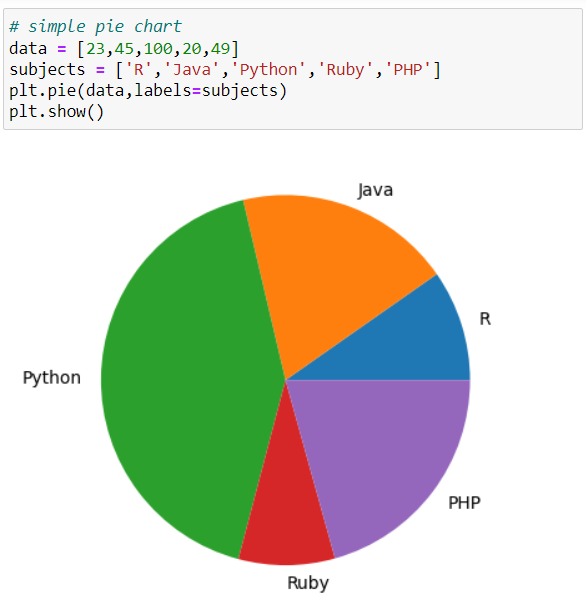 # simple pie chart
data = [23,45,100,20,49]
subjects = ['R','Java','Python','Ruby','PHP']
plt.pie(data,labels=subjects)
plt.show()
Java
R
Python
PHP
Ruby